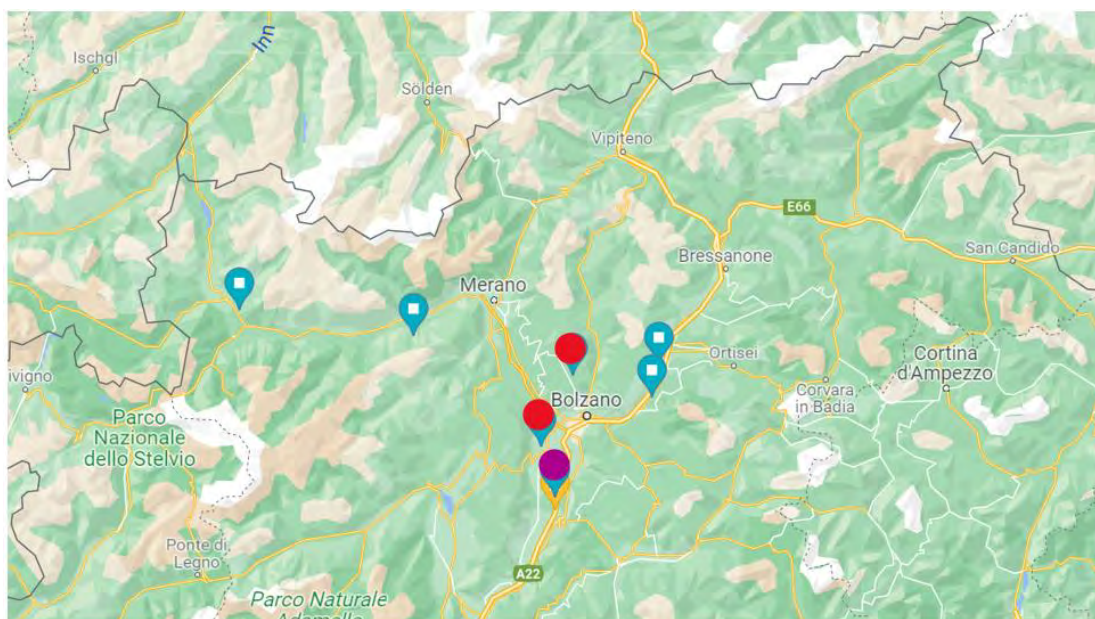 Inn
Ischgl
Sölden
Vipiteno
E66
San Candido
Bressanone
Merano
Ortisei
Cortina
d'Ampezzo
Corvara
in Badia
ivigno
Bolzano
Parco
Nazionale
dello Stelvio
Ponte di
Legno
A22
Parco Naturale